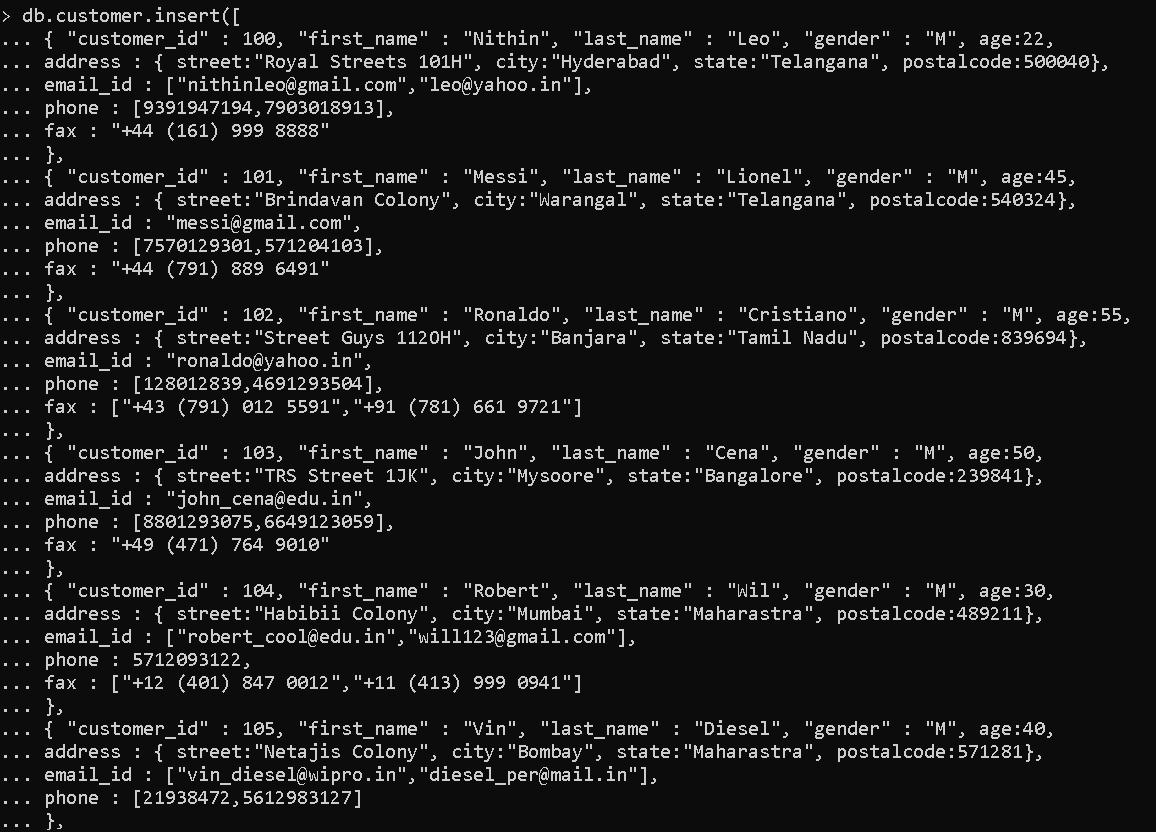 > db.customer.insert([
... { "customer_id" : 100, "first_name" : "Nithin", "last_name" : "Leo", "gender" : "M", age:22,
... address : { street:"Royal Streets 101H", city:"Hyderabad", state:"Telangana", postalcode:500040},
... email_id : ["nithinleo@gmail.com","leo@yahoo.in"],
... phone : [9391947194,7903018913],
... fax : "+44 (161) 999 8888"
... },
... { "customer_id" : 101, "first_name" : "Messi", "last_name" : "Lionel", "gender" : "M", age:45,
... address : { street:"Brindavan Colony", city:"Warangal", state:"Telangana", postalcode:540324},
... email_id : "messi@gmail.com",
... phone : [7570129301,571204103],
... fax : "+44 (791) 889 6491"
... },
... { "customer_id" : 102, "first_name" : "Ronaldo", "last_name" : "Cristiano", "gender" : "M", age:55,
... address : { street:"Street Guys 112OH", city:"Banjara", state:"Tamil Nadu", postalcode:839694},
... email_id : "ronaldo@yahoo.in",
... phone : [128012839,4691293504],
... fax : ["+43 (791) 012 5591","+91 (781) 661 9721"]
... },
... { "customer_id" : 103, "first_name" : "John", "last_name" : "Cena", "gender" : "M", age:50,
... address : { street:"TRS Street 1JK", city:"Mysoore", state:"Bangalore", postalcode:239841},
... email_id : "john_cena@edu.in",
... phone : [8801293075,6649123059],
... fax : "+49 (471) 764 9010"
... },
... { "customer_id" : 104, "first_name" : "Robert", "last_name" : "Wil", "gender" : "M", age:30,
... address : { street:"Habibii Colony", city:"Mumbai", state:"Maharastra", postalcode:489211},
... email_id : ["robert_cool@edu.in","will123@gmail.com"],
... phone : 5712093122,
... fax : ["+12 (401) 847 0012","+11 (413) 999 0941"]
... },
... { "customer_id" : 105, "first_name" : "Vin", "last_name" : "Diesel", "gender" : "M", age:40,
... address : { street:"Netajis Colony", city:"Bombay", state:"Maharastra", postalcode:571281},
... email_id : ["vin_diesel@wipro.in","diesel_per@mail.in"],
... phone : [21938472,5612983127]
... },